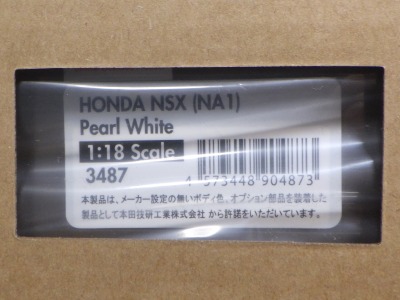 HONDA NSX (NA1)
Pearl White
1:18 Scale
3487
4 573448 904873
本製品は、メーカー設定の無いボディ色、オプション部品を装着した
製品として本田技研工業株式会社 から許諾をいただいています。